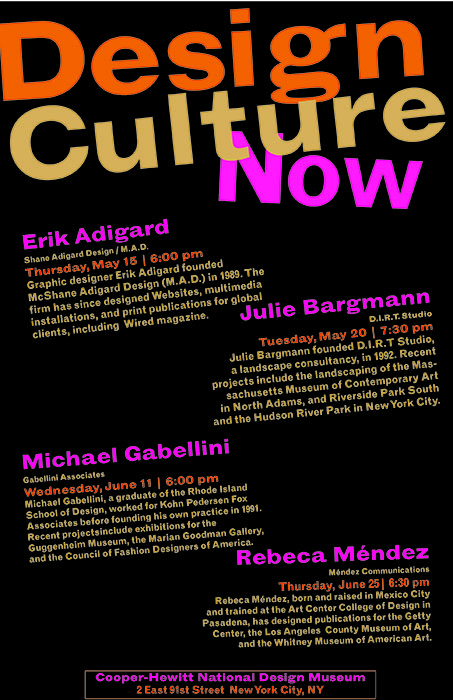 Design
Culture
Now
Erik Adigard
Shane Adigard Design / M.A.D.
Thursday, May 15 | 6:00 pm
Graphic designer Erik Adigard founded
McShane Adigard Design (M.A.D.) in 1989. The
firm has since designed Websites, multimedia
installations, and print publications for global
clients, including Wired magazine.
Julie Bargmann
D.I.R.T. Studio
Tuesday, May 20 | 7:30 pm
Julie Bargmann founded D.I.R.T Studio,
a landscape consultancy, in 1992. Recent
projects include the landscaping of the Mas-
sachusetts Museum of Contemporary Art
in North Adams, and Riverside Park South
and the Hudson River Park in New York City.
Michael Gabellini
Gabellini Associates
Wednesday, June 11 | 6:00 pm
Michael Gabellini, a graduate of the Rhode Island
School of Design, worked for Kohn Pedersen Fox
Associates before founding his own practice in 1991.
Recent projectsinclude exhibitions for the
Guggenheim Museum, the Marian Goodman Gallery,
and the Council of Fashion Designers of America.
Rebeca Méndez
Méndez Communications
Thursday, June 25| 6:30 pm
Rebeca Méndez, born and raised in Mexico City
and trained at the Art Center College of Design in
Pasadena, has designed publications for the Getty
Center, the Los Angeles County Museum of Art,
and the Whitney Museum of American Art.
Cooper-Hewitt National Design Museum
2 East 91st Street New York City, NY